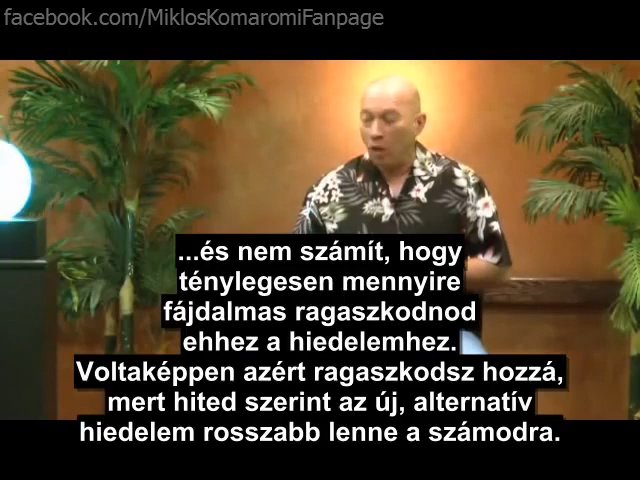 facebook.com/MiklosKomaromiFanpage
...és nem számít, hogy
ténylegesen mennyire
fájdalmas ragaszkodnod
ehhez a hiedelemhez.
Voltaképpen azért ragaszkodsz hozzá,
mert hited szerint az új, alternatív
hiedelem rosszabb lenne a számodra.